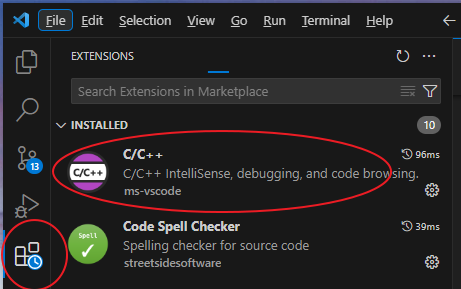 File Edit Selection View Go Run Terminal Help
EXTENSIONS
Search Extensions in Marketplace
INSTALLED 10
C/C++ 96ms
C/C++ C/C++ IntelliSense, debugging, and code browsing.
ms-vscode
13
Spell Code Spell Checker 39ms
Spelling checker for source code
streetsidesoftware